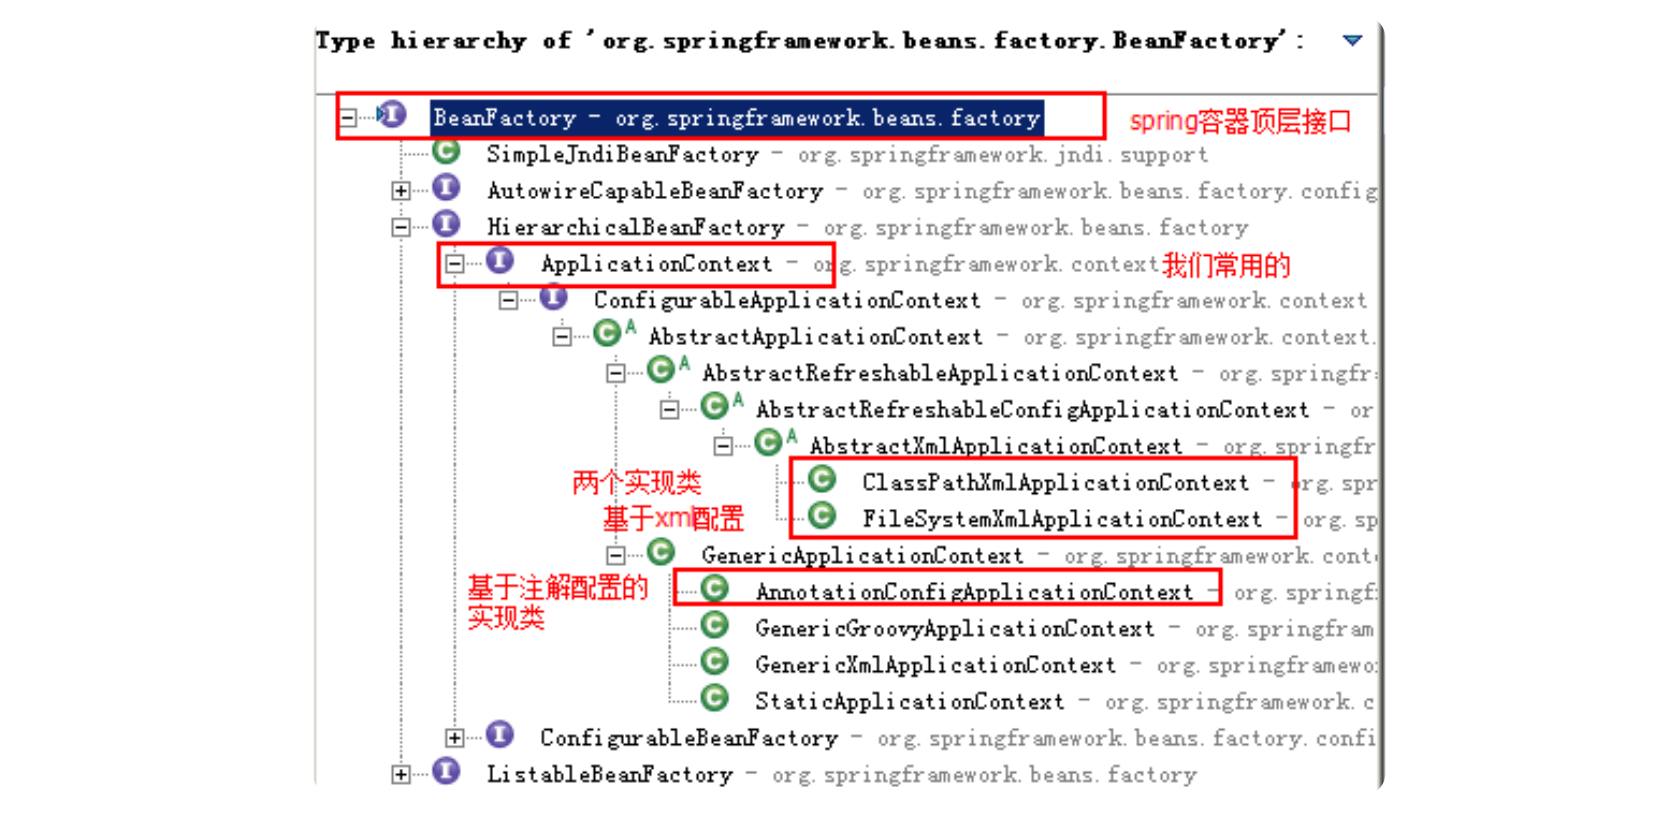 Type hierarchy of 'org.springframework.beans.factory.BeanFactory':
BeanFactory - org.springframework.beans.factory spring容器顶层接口
SimpleJndiBeanFactory - org.springframework.jndi.support
AutowireCapableBeanFactory - org.springframework.beans.factory.config
HierarchicalBeanFactory - org.springframework.beans.factory
ApplicationContext - org.springframework.context 我们常用的
ConfigurableApplicationContext - org.springframework.context
AbstractApplicationContext - org.springframework.context.
AbstractRefreshableApplicationContext - org.springfr
AbstractRefreshableConfigApplicationContext - or
AbstractXmlApplicationContext - org.springfr
两个实现类 ClassPathXmlApplicationContext - org.spr
基于xml配置 FileSystemXmlApplicationContext - org.sp
GenericApplicationContext - org.springframework.cont
基于注解配置的 AnnotationConfigApplicationContext - org.springf
实现类
GenericGroovyApplicationContext - org.springfram
GenericXmlApplicationContext - org.springframewo
StaticApplicationContext - org.springframework.c
ConfigurableBeanFactory - org.springframework.beans.factory.confi
ListableBeanFactory - org.springframework.beans.factory